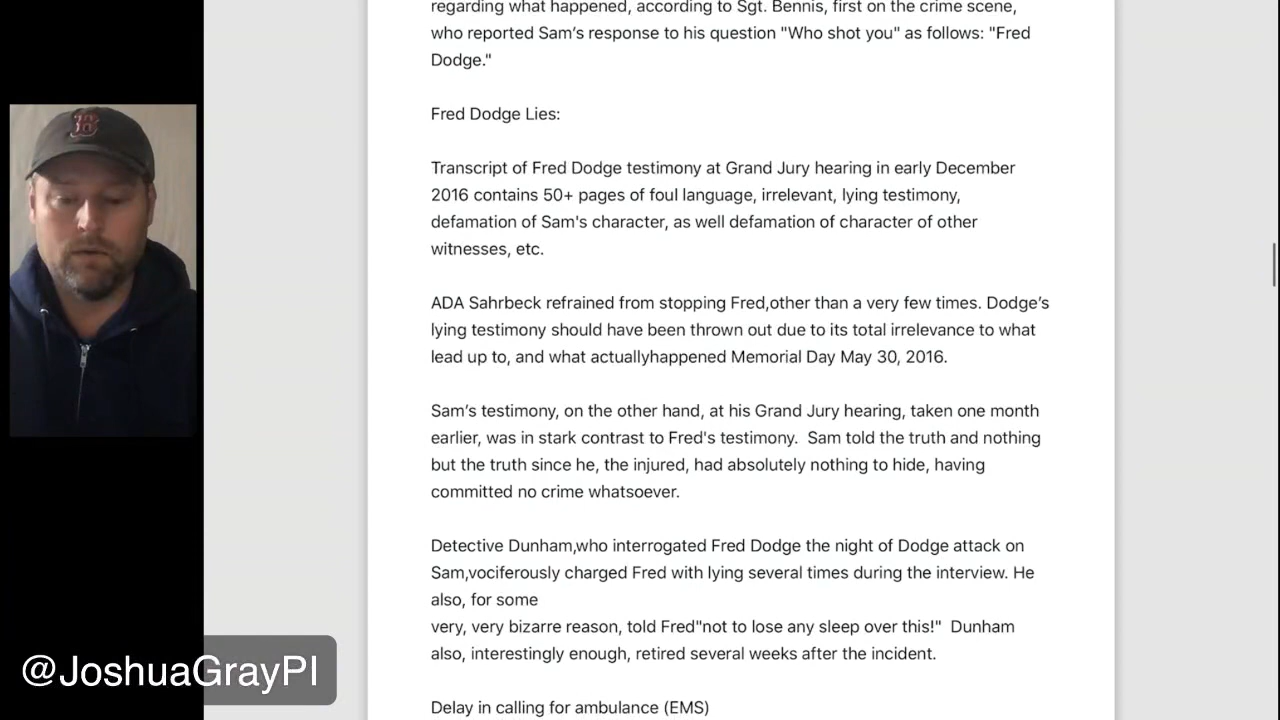 regarding what happened, according to Sgt. Bennis, first on the crime scene,
who reported Sam’s response to his question "Who shot you" as follows: "Fred
Dodge."
Fred Dodge Lies:
Transcript of Fred Dodge testimony at Grand Jury hearing in early December
2016 contains 50+ pages of foul language, irrelevant, lying testimony,
defamation of Sam's character, as well defamation of character of other
witnesses, etc.
ADA Sahrbeck refrained from stopping Fred,other than a very few times. Dodge’s
lying testimony should have been thrown out due to its total irrelevance to what
lead up to, and what actuallyhappened Memorial Day May 30, 2016.
Sam’s testimony, on the other hand, at his Grand Jury hearing, taken one month
earlier, was in stark contrast to Fred's testimony.  Sam told the truth and nothing
but the truth since he, the injured, had absolutely nothing to hide, having
committed no crime whatsoever.
Detective Dunham,who interrogated Fred Dodge the night of Dodge attack on
Sam,vociferously charged Fred with lying several times during the interview. He
also, for some
very, very bizarre reason, told Fred"not to lose any sleep over this!"  Dunham
also, interestingly enough, retired several weeks after the incident.
Delay in calling for ambulance (EMS)
B
@JoshuaGrayPI